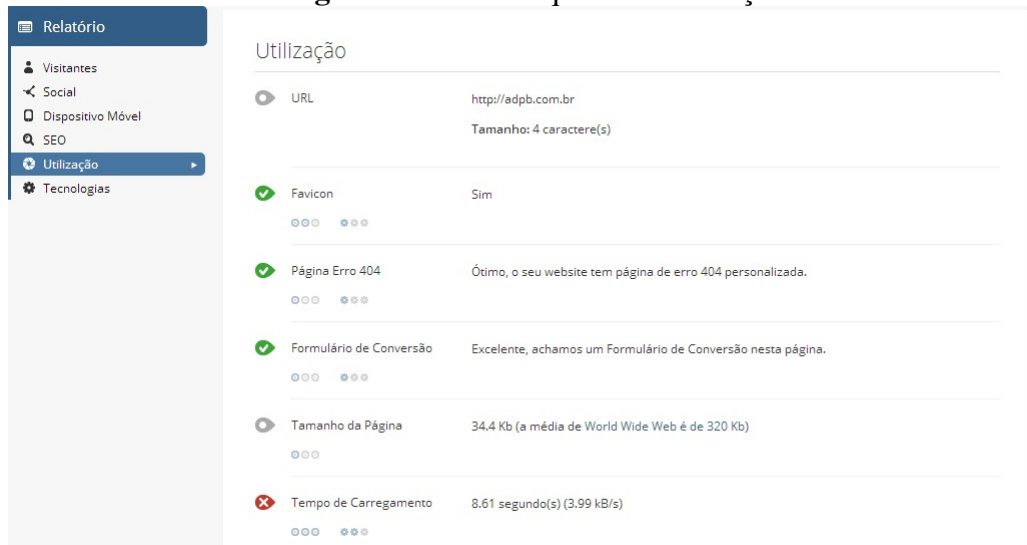 Relatório
Visitantes
Social
Dispositivo Móvel
SEO
Utilização
Tecnologias
Utilização
URL
http://adpb.com.br
Tamanho: 4 caractere(s)
Favicon
Sim
Página Erro 404
Ótimo, o seu website tem página de erro 404 personalizada.
Formulário de Conversão
Excelente, achamos um Formulário de Conversão nesta página.
Tamanho da Página
34.4 Kb (a média de World Wide Web é de 320 Kb)
Tempo de Carregamento
8.61 segundo(s) (3.99 kB/s)